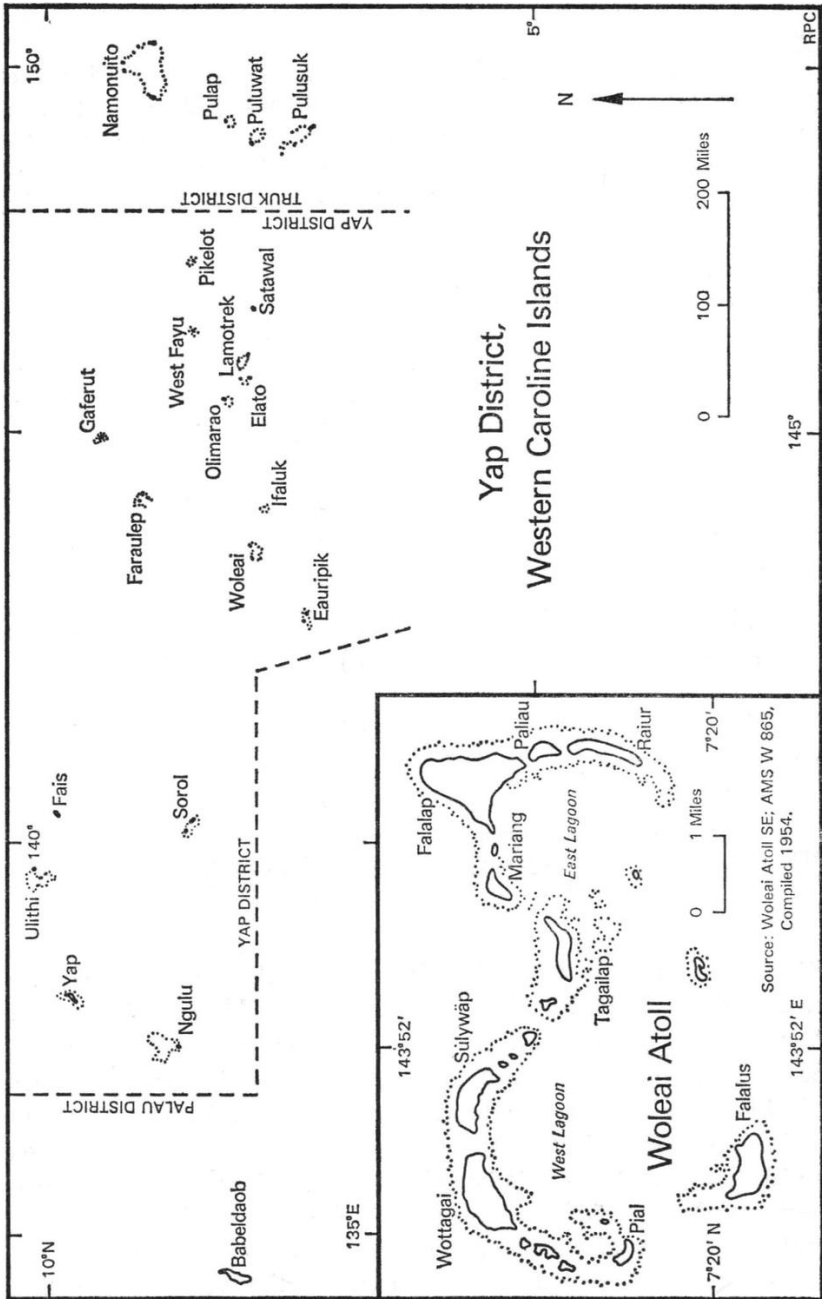 10°N
140°
150°
Ulithi
Fais
Yap
Ngulu
Sorol
Gaferut
Faraulep
West Fayu
Pikelot
Olimarao
Lamotrek
Elato
Satawal
Woleai
Ifaluk
Eauripik
Namonuito
Pulap
Puluwat
Pulusuk
Babeldaob
PALAU DISTRICT
YAP DISTRICT
TRUK DISTRICT
YAP DISTRICT
135°E
145°
5°
Yap District,
Western Caroline Islands
0 100 200 Miles
N
RPC
143°52'
Wottagai
Sŭlywäp
Falalap
Mariang
Paliau
Raiur
West Lagoon
East Lagoon
Tagailap
Pial
Falalus
Woleai Atoll
0 1 Miles
7°20' N
143°52' E
7°20'
Source: Woleai Atoll SE; AMS W 865,
Compiled 1954.